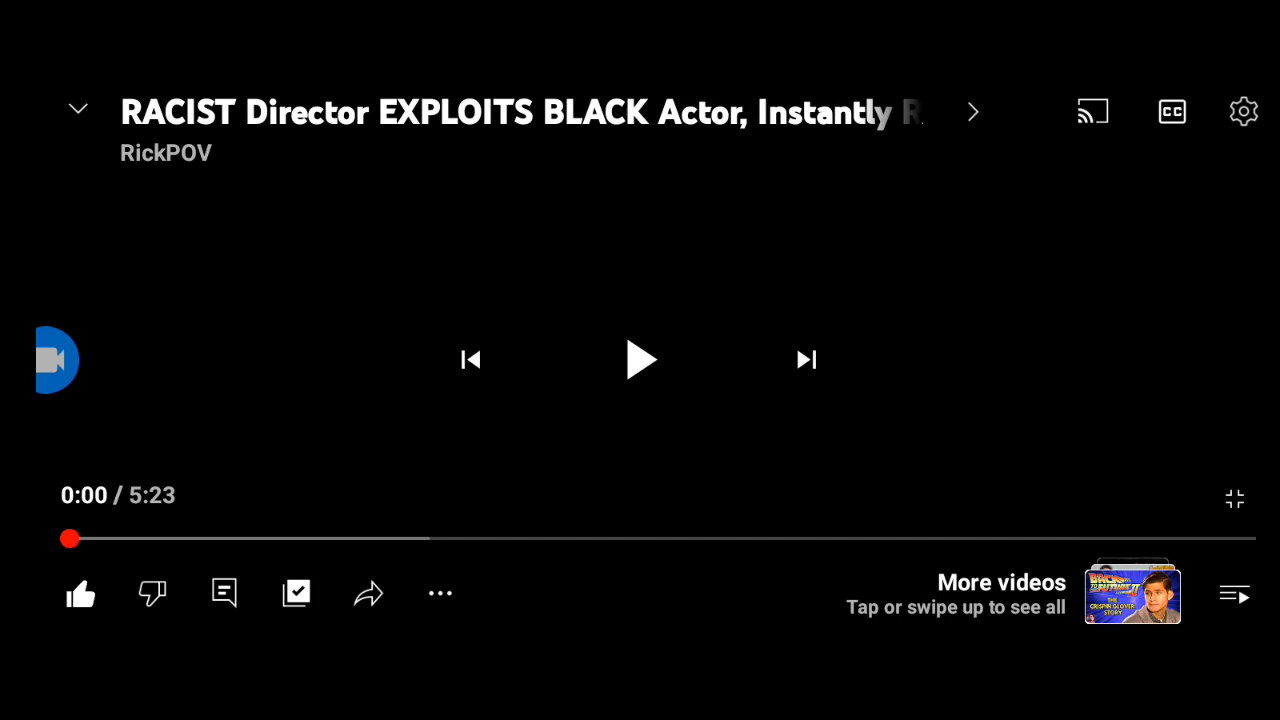 RACIST Director EXPLOITS BLACK Actor, Instantly R
RickPOV
CC
0:00 / 5:23
More videos
Tap or swipe up to see all
BACK TO THE FUTURE II
THE
CRISPIN GLOVER
STORY